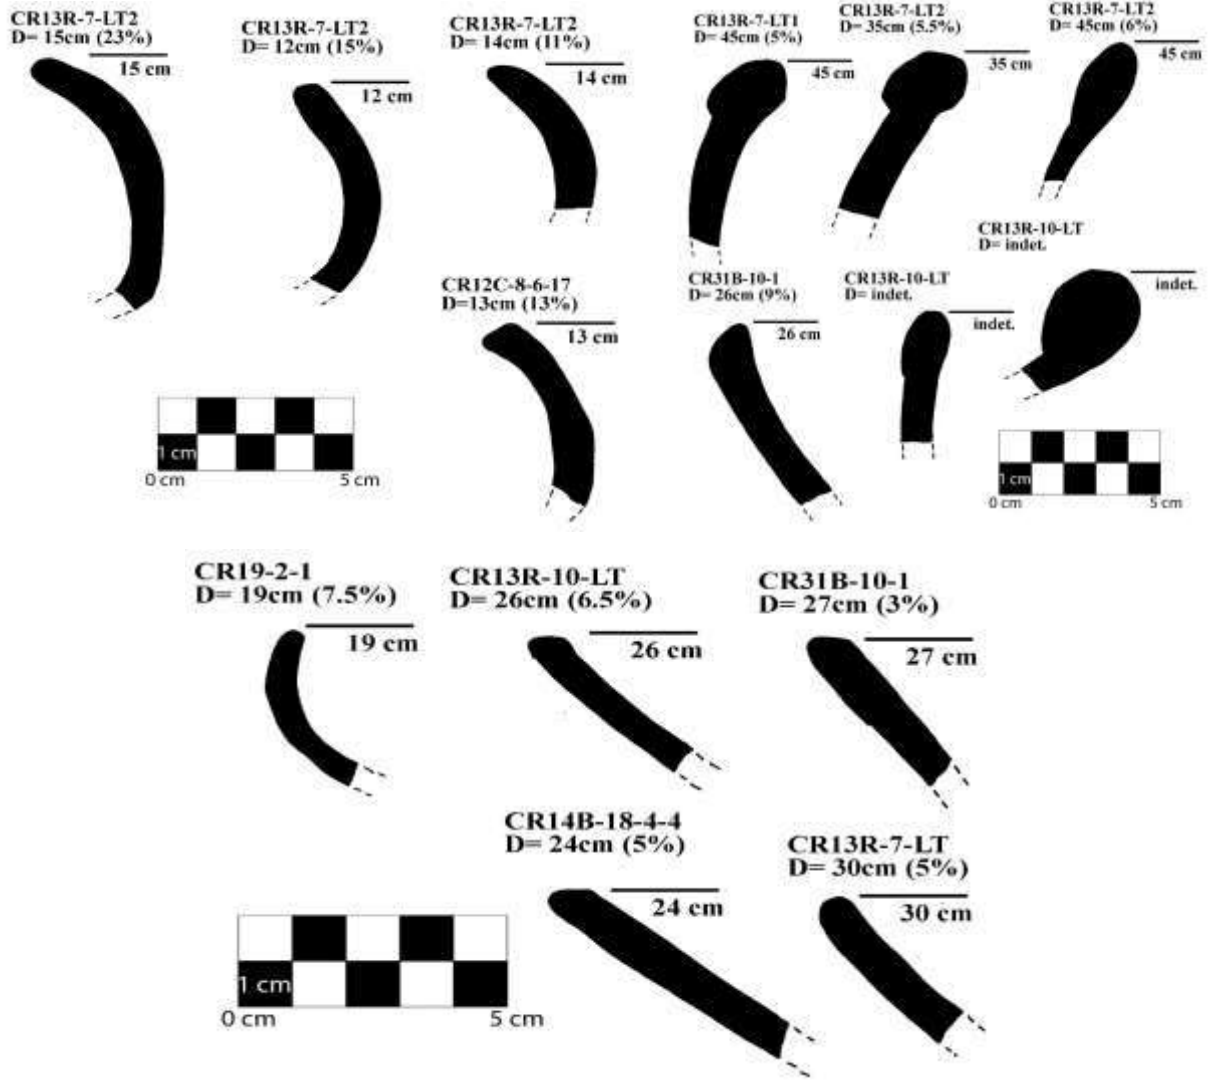 CR13R-7-LT2
D= 15cm (23%)
15 cm
CR13R-7-LT2
D= 12cm (15%)
12 cm
CR13R-7-LT2
D= 14cm (11%)
14 cm
CR13R-7-LT1
D= 45cm (5%)
45 cm
CR13R-7-LT2
D= 35cm (5.5%)
35 cm
CR13R-7-LT2
D= 45cm (6%)
45 cm
CR12C-8-6-17
D=13cm (13%)
13 cm
CR31B-10-1
D= 26cm (9%)
26 cm
CR13R-10-LT
D= indet.
indet.
CR13R-10-LT
D= indet.
indet.
1 cm
0 cm
5 cm
1 cm
0 cm
5 cm
CR19-2-1
D= 19cm (7.5%)
19 cm
CR13R-10-LT
D= 26cm (6.5%)
26 cm
CR31B-10-1
D= 27cm (3%)
27 cm
CR14B-18-4-4
D= 24cm (5%)
24 cm
CR13R-7-LT
D= 30cm (5%)
30 cm
1 cm
0 cm
5 cm